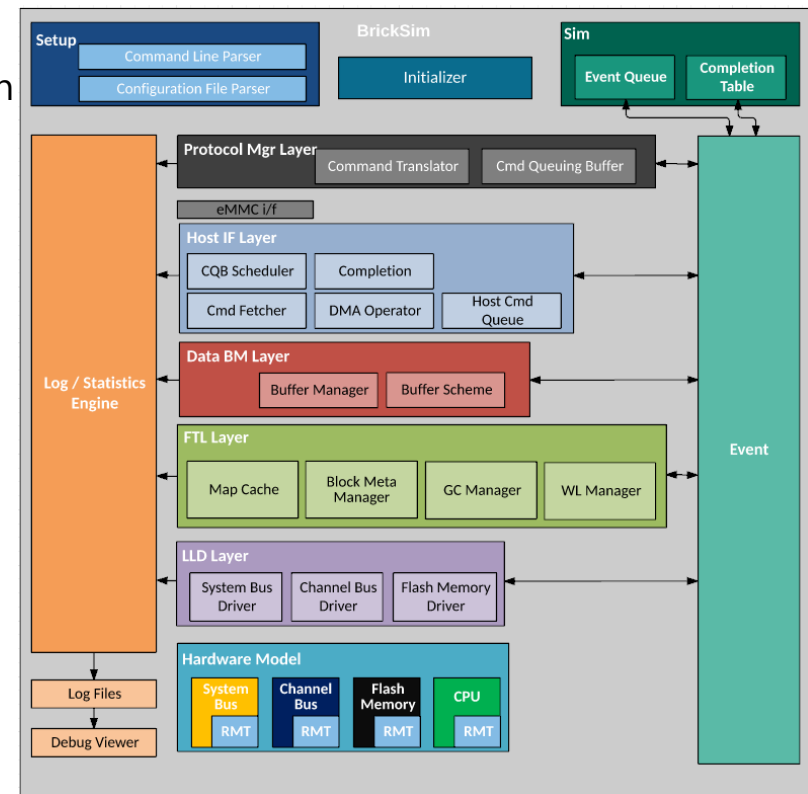 n
BrickSim
Setup
Command Line Parser
Configuration File Parser
Initializer
Sim
Event Queue
Completion
Table
Protocol Mgr Layer
Command Translator
Cmd Queuing Buffer
eMMC i/f
Host IF Layer
CQB Scheduler
Completion
Cmd Fetcher
DMA Operator
Host Cmd
Queue
Data BM Layer
Buffer Manager
Buffer Scheme
Log / Statistics
Engine
FTL Layer
Map Cache
Block Meta
Manager
GC Manager
WL Manager
Event
LLD Layer
System Bus
Driver
Channel Bus
Driver
Flash Memory
Driver
Hardware Model
System
Bus
RMT
Channel
Bus
RMT
Flash
Memory
RMT
CPU
RMT
Log Files
Debug Viewer